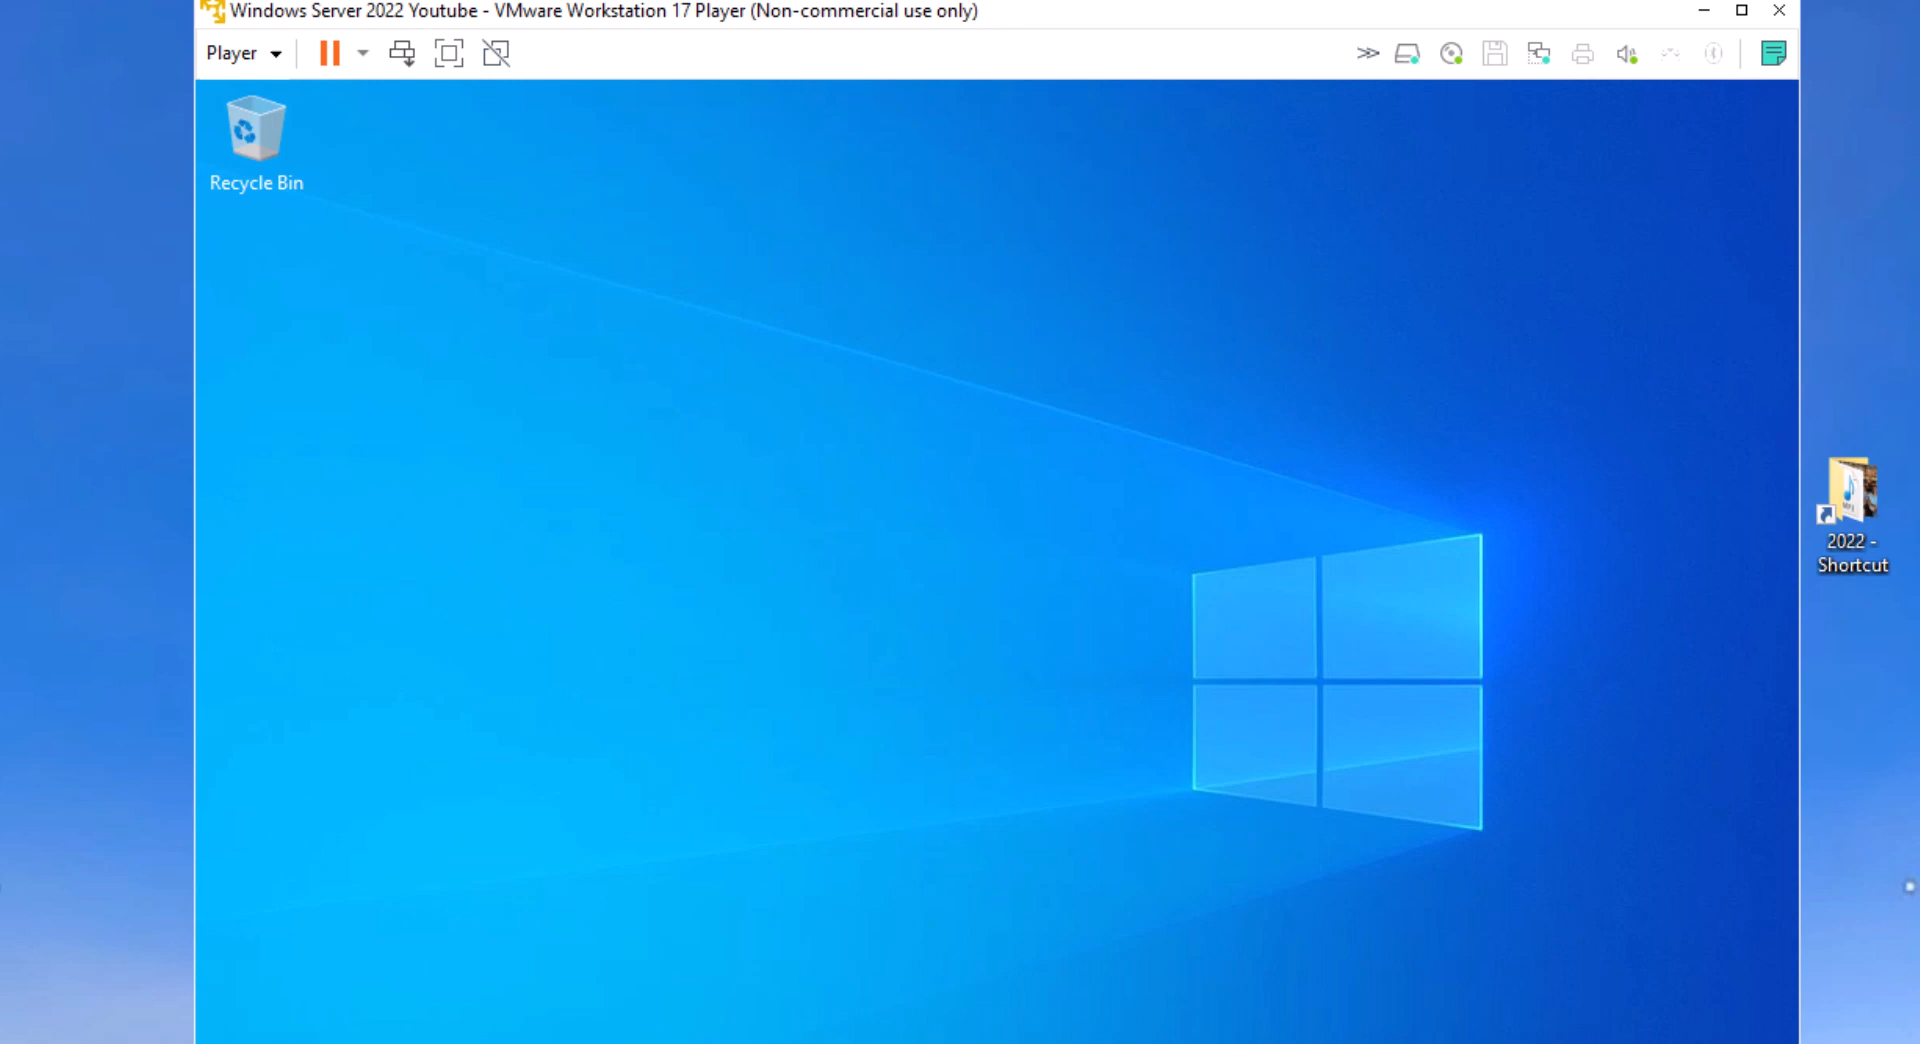 Windows Server 2022 Youtube - VMware Workstation 17 Player (Non-commercial use only)
Player
Recycle Bin
2022 -
Shortcut